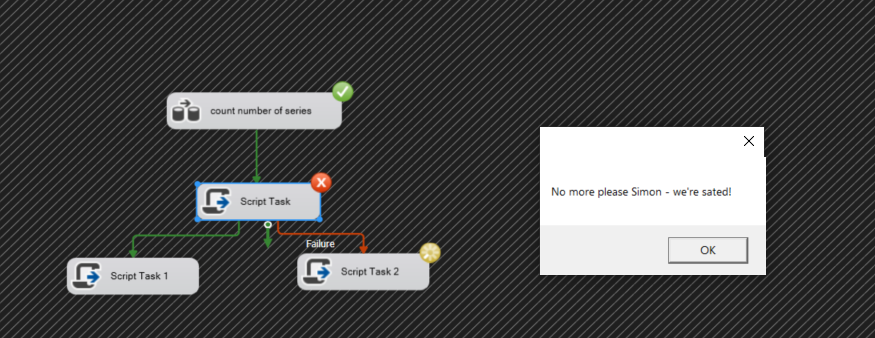 count number of series
Script Task
Failure
Script Task 1
Script Task 2
No more please Simon - we're sated!
OK